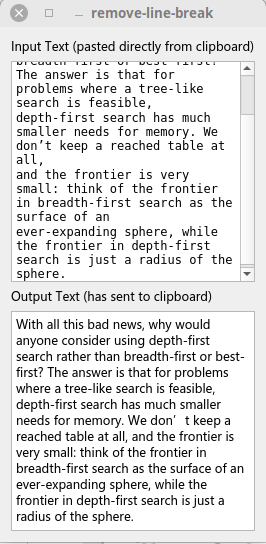 remove-line-break
Input Text (pasted directly from clipboard)
breadth-first or best-first?
The answer is that for
problems where a tree-like
search is feasible,
depth-first search has much
smaller needs for memory. We
don’t keep a reached table at
all,
and the frontier is very
small: think of the frontier
in breadth-first search as the
surface of an
ever-expanding sphere, while
the frontier in depth-first
search is just a radius of the
sphere.
Output Text (has sent to clipboard)
With all this bad news, why would
anyone consider using depth-first
search rather than breadth-first or best-
first? The answer is that for problems
where a tree-like search is feasible,
depth-first search has much smaller
needs for memory. We don’t keep a
reached table at all, and the frontier is
very small: think of the frontier in
breadth-first search as the surface of an
ever-expanding sphere, while the
frontier in depth-first search is just a
radius of the sphere.